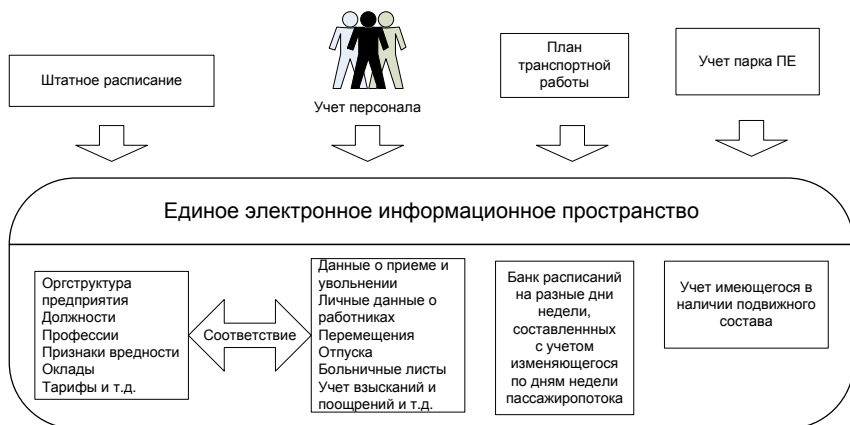 Штатное расписание
Учет персонала
План
транспортной
работы
Учет парка ПЕ
Единое электронное информационное пространство
Оргструктура
предприятия
Должности
Профессии
Признаки вредности
Оклады
Тарифы и т.д.
Соответствие
Данные о приеме и
увольнении
Личные данные о
работниках
Перемещения
Отпуска
Больничные листы
Учет взысканий и
поощрений и т.д.
Банк расписаний
на разные дни
недели,
составленнных
с учетом
изменяющегося
по дням недели
пассажиропотока
Учет имеющегося в
наличии подвижного
состава